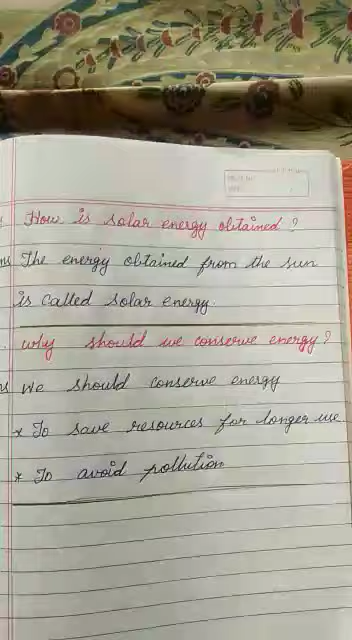 How is solar energy obtained?
The energy obtained from the sun
is called solar energy.
why should we conserve energy?
we should conserve energy
* To save resources for longer use
* To avoid pollution